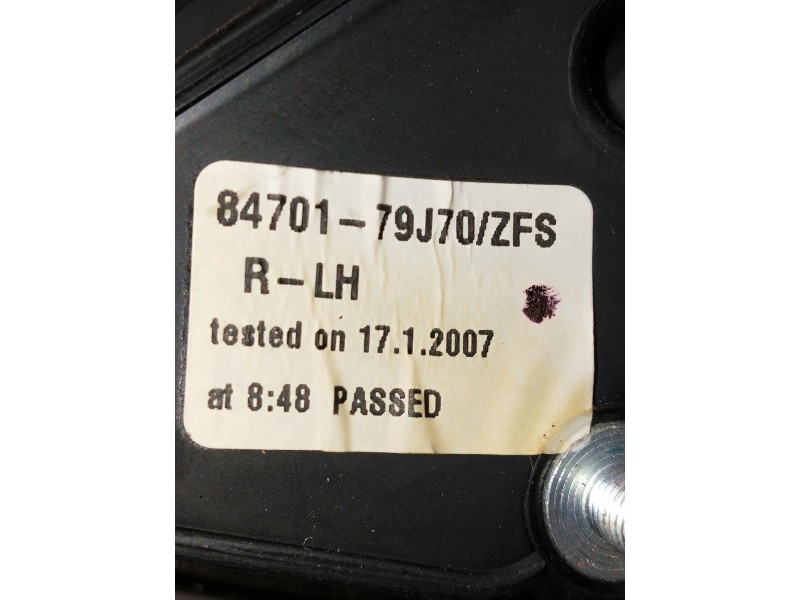 84701-79J70/ZFS
R-LH
tested on 17.1.2007
at 8:48 PASSED